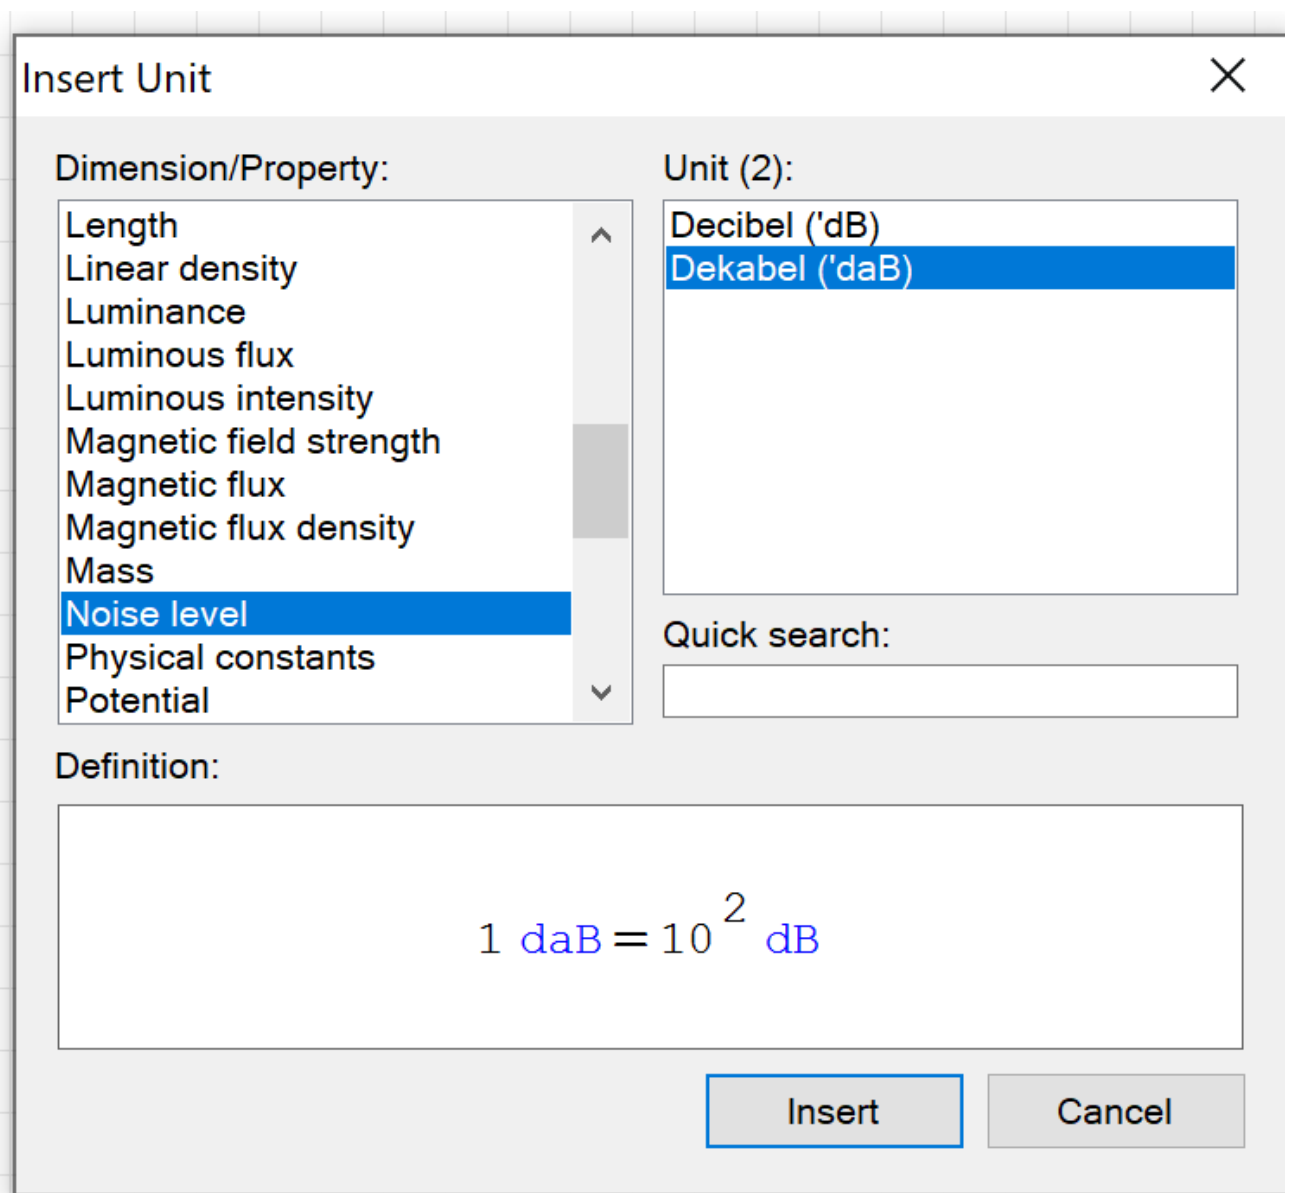 Insert Unit
Dimension/Property:
Length
Linear density
Luminance
Luminous flux
Luminous intensity
Magnetic field strength
Magnetic flux
Magnetic flux density
Mass
Noise level
Physical constants
Potential
Unit (2):
Decibel ('dB)
Dekabel ('daB)
Quick search:
Definition:
1 daB = 10^2 dB
Insert
Cancel